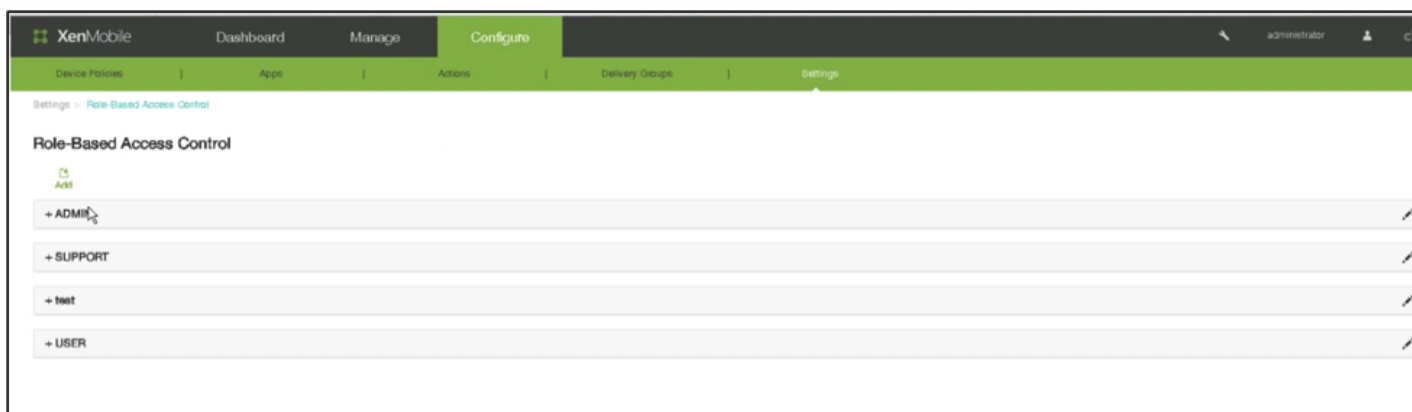 XenMobile Dashboard Manage Configure administrator
Device Policies | Apps | Actions | Delivery Groups | Settings
Settings > Role-Based Access Control
Role-Based Access Control
Add
+ ADMIN
+ SUPPORT
+ test
+ USER